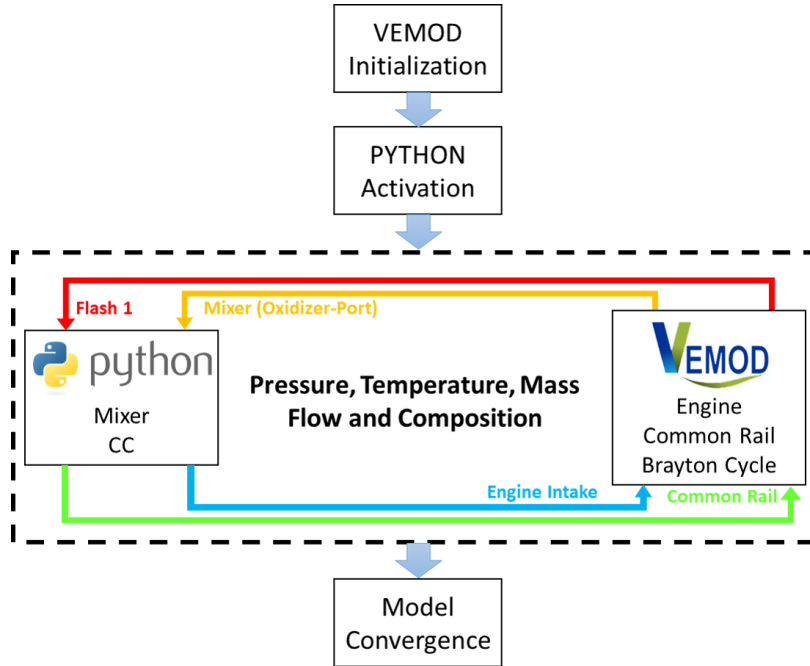 VEMOD
Initialization
PYTHON
Activation
Flash 1
Mixer (Oxidizer-Port)
python
Mixer
CC
Pressure, Temperature, Mass
Flow and Composition
VEMOD
Engine
Common Rail
Brayton Cycle
Engine Intake
Common Rail
Model
Convergence